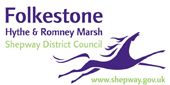 Folkestone
Hythe & Romney Marsh
Shepway District Council
www.shepway.gov.uk